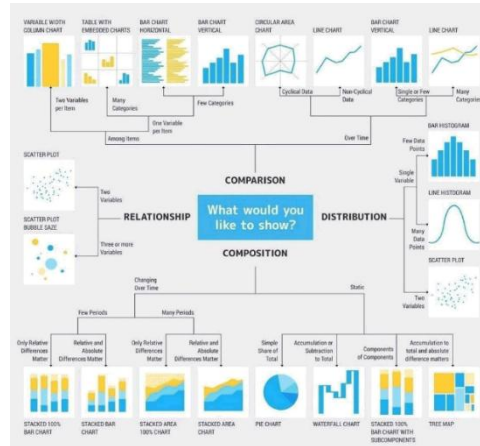 VARIABLE WIDTH
COLUMN CHART
TABLE WITH
EMBEDDED CHARTS
BAR CHART
HORIZONTAL
BAR CHART
VERTICAL
CIRCULAR AREA
CHART
LINE CHART
BAR CHART
VERTICAL
LINE CHART
Two Variables
per Item
Many
Categories
Few Categories
Cyclical Data
Non-Cyclical
Data
Single or Few
Categories
Many
Categories
One Variable
per Item
Among Items
Over Time
COMPARISON
BAR HISTOGRAM
Few Data
Points
Single
Variable
LINE HISTOGRAM
Many
Data
Points
SCATTER PLOT
Two
Variables
SCATTER PLOT
Two
Variables
SCATTER PLOT
BUBBLE SAZE
Three or more
Variables
RELATIONSHIP
What would you
like to show?
DISTRIBUTION
COMPOSITION
Changing
Over Time
Static
Few Periods
Many Periods
Only Relative
Differences
Matter
Relative and
Absolute
Differences Matter
Only Relative
Differences
Matter
Relative and
Absolute
Differences Matter
Simple
Share of
Total
Accumulation or
Subtraction to
Total
Components
of Components
Accumulation to
total and absolute
difference matters
STACKED 100%
BAR CHART
STACKED BAR
CHART
STACKED AREA
100% CHART
STACKED AREA
CHART
PIE CHART
WATERFALL CHART
STACKED 100%
BAR CHART WITH
SUBCOMPONENTS
TREE MAP